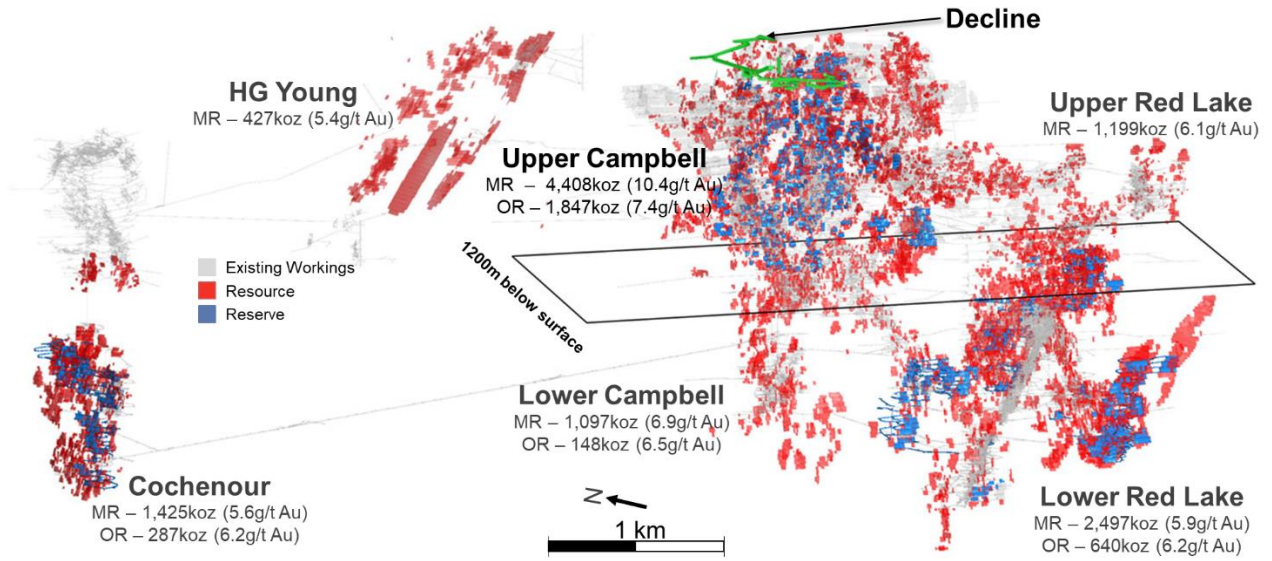 Decline
HG Young
MR – 427koz (5.4g/t Au)
Upper Red Lake
MR – 1,199koz (6.1g/t Au)
Upper Campbell
MR – 4,408koz (10.4g/t Au)
OR – 1,847koz (7.4g/t Au)
Existing Workings
Resource
Reserve
1200m below surface
Lower Campbell
MR – 1,097koz (6.9g/t Au)
OR – 148koz (6.5g/t Au)
Cochenour
MR – 1,425koz (5.6g/t Au)
OR – 287koz (6.2g/t Au)
N
1 km
Lower Red Lake
MR – 2,497koz (5.9g/t Au)
OR – 640koz (6.2g/t Au)